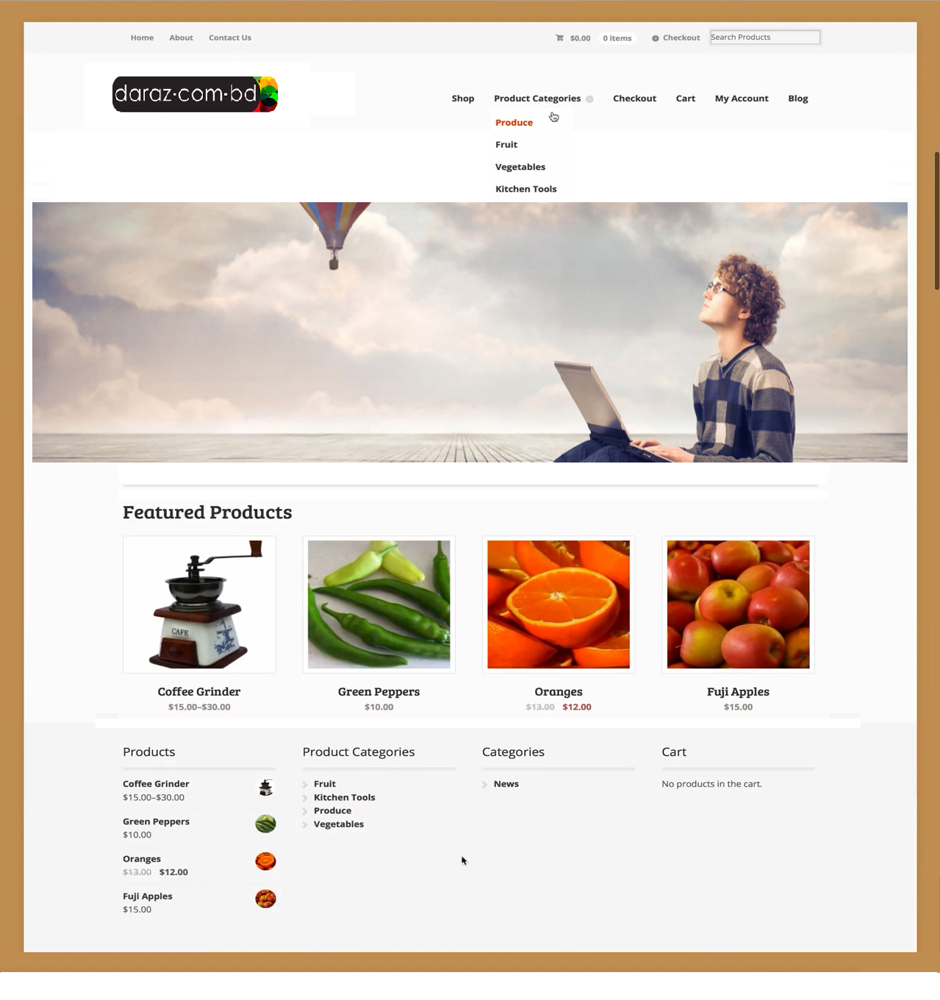 Home About Contact Us $0.00 0 items Checkout Search Products
daraz·com·bd
Shop Product Categories Checkout Cart My Account Blog
Produce
Fruit
Vegetables
Kitchen Tools
Featured Products
CAFE
Coffee Grinder Green Peppers Oranges Fuji Apples
$15.00–$30.00 $10.00 $13.00 $12.00 $15.00
Products
Coffee Grinder
$15.00–$30.00
Green Peppers
$10.00
Oranges
$13.00 $12.00
Fuji Apples
$15.00
Product Categories
Fruit
Kitchen Tools
Produce
Vegetables
Categories
News
Cart
No products in the cart.